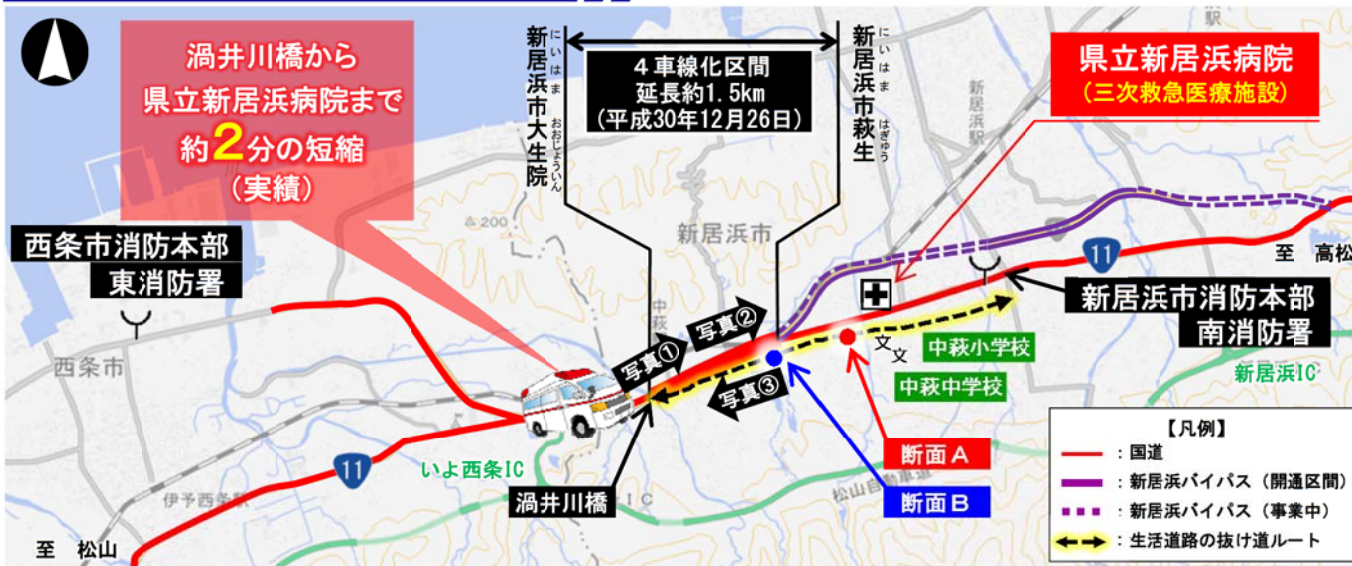 渦井川橋から
県立新居浜病院まで
約2分の短縮
(実績)
新居浜市大生院
にいはま おおじょういん
4車線化区間
延長約1.5km
(平成30年12月26日)
新居浜市萩生
にいはま はぎゅう
県立新居浜病院
(三次救急医療施設)
新居浜駅
△200
新居浜市
西条市消防本部
東消防署
西条市
中萩
写真①
写真②
写真③
11
至 高松
新居浜市消防本部
南消防署
文
文
中萩小学校
中萩中学校
新居浜IC
断面A
断面B
いよ西条IC
11
伊予西条駅
渦井川橋
松山自動車道
至 松山
【凡例】
:国道
:新居浜バイパス(開通区間)
:新居浜バイパス(事業中)
:生活道路の抜け道ルート